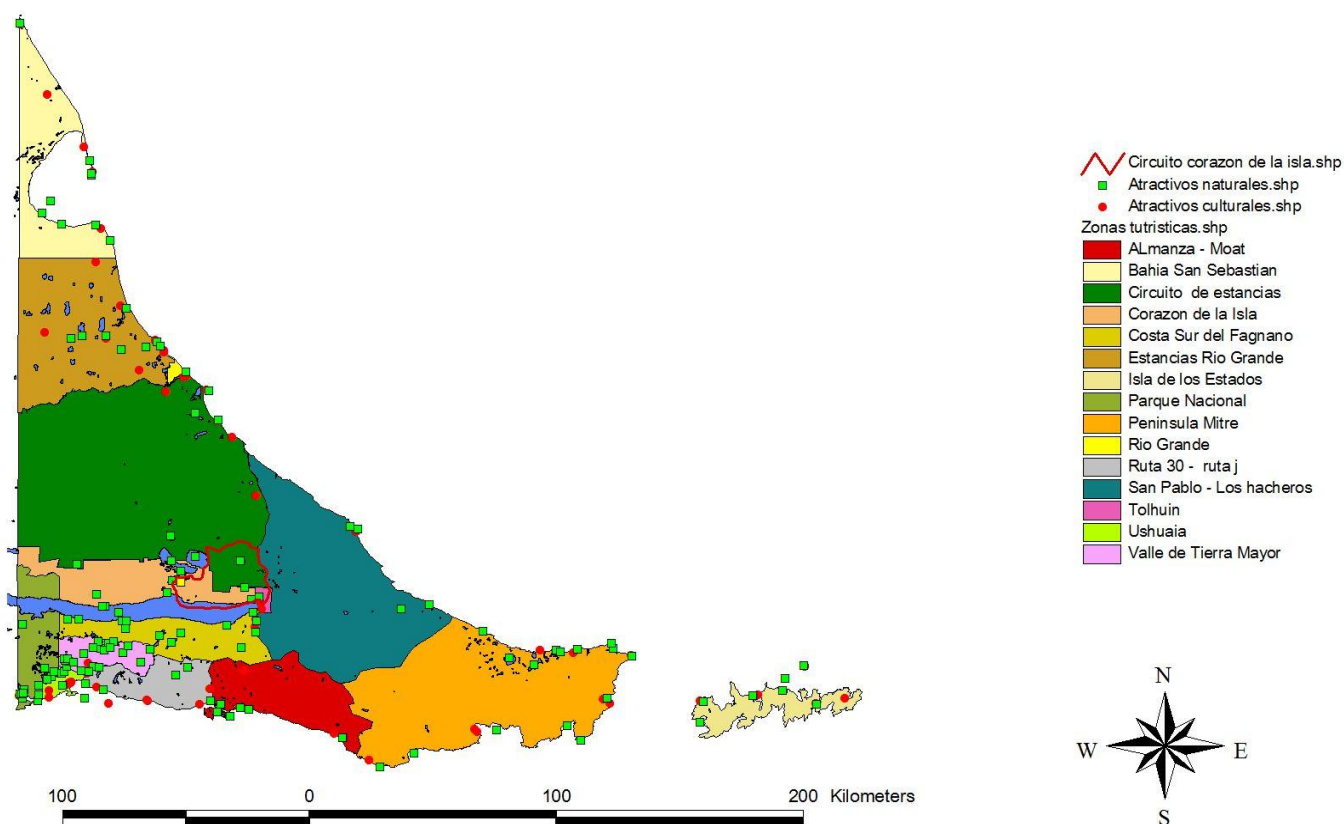 Circuito corazon de la isla.shp
Atractivos naturales.shp
Atractivos culturales.shp
Zonas tutristicas.shp
ALmanza - Moat
Bahia San Sebastian
Circuito de estancias
Corazon de la Isla
Costa Sur del Fagnano
Estancias Rio Grande
Isla de los Estados
Parque Nacional
Peninsula Mitre
Rio Grande
Ruta 30 - ruta j
San Pablo - Los hacheros
Tolhuin
Ushuaia
Valle de Tierra Mayor
N
W E
S
100 0 100 200 Kilometers